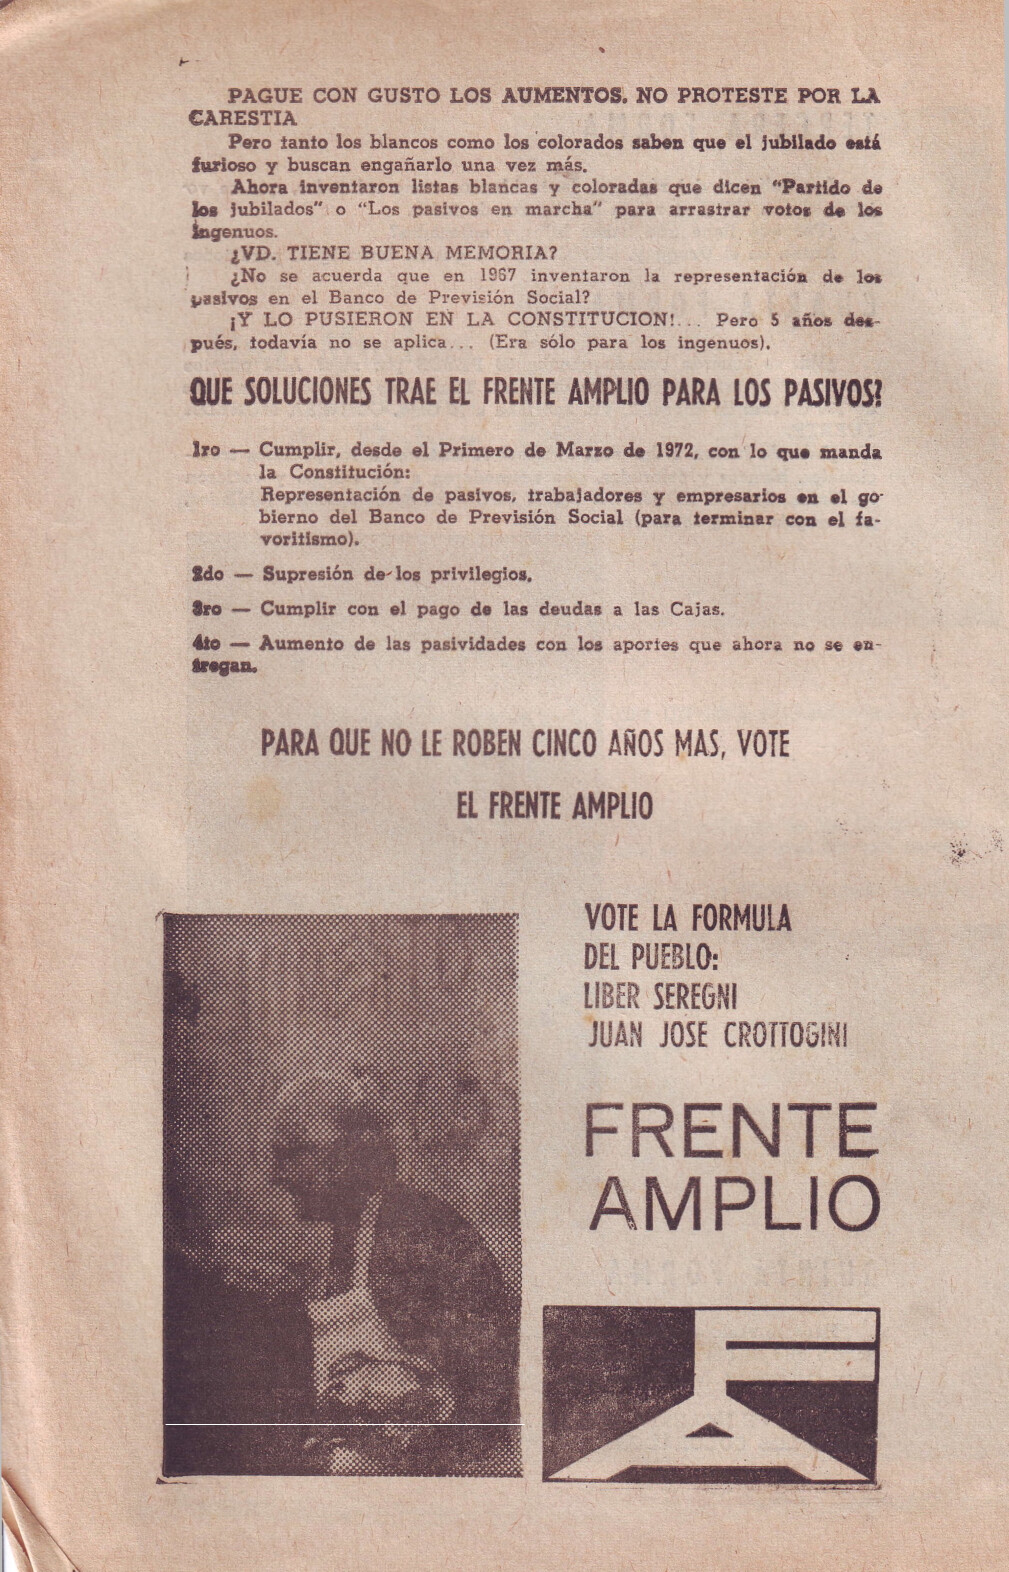 PAGUE CON GUSTO LOS AUMENTOS. NO PROTESTE POR LA
CARESTIA
Pero tanto los blancos como los colorados saben que el jubilado está
furioso y buscan engañarlo una vez más.
Ahora inventaron listas blancas y coloradas que dicen "Partido de
los jubilados" o "Los pasivos en marcha" para arrastrar votos de los
ingenuos.
¿VD. TIENE BUENA MEMORIA?
¿No se acuerda que en 1967 inventaron la representación de los
pasivos en el Banco de Previsión Social?
¡Y LO PUSIERON EN LA CONSTITUCION!... Pero 5 años des-
pués, todavía no se aplica... (Era sólo para los ingenuos).
QUE SOLUCIONES TRAE EL FRENTE AMPLIO PARA LOS PASIVOS?
1ro — Cumplir, desde el Primero de Marzo de 1972, con lo que manda
la Constitución:
Representación de pasivos, trabajadores y empresarios en el go-
bierno del Banco de Previsión Social (para terminar con el fa-
voritismo).
2do — Supresión de los privilegios.
3ro — Cumplir con el pago de las deudas a las Cajas.
4to — Aumento de las pasividades con los aportes que ahora no se en-
tregan.
PARA QUE NO LE ROBEN CINCO AÑOS MAS, VOTE
EL FRENTE AMPLIO
VOTE LA FORMULA
DEL PUEBLO:
LIBER SEREGNI
JUAN JOSE CROTTOGINI
FRENTE
AMPLIO
FA